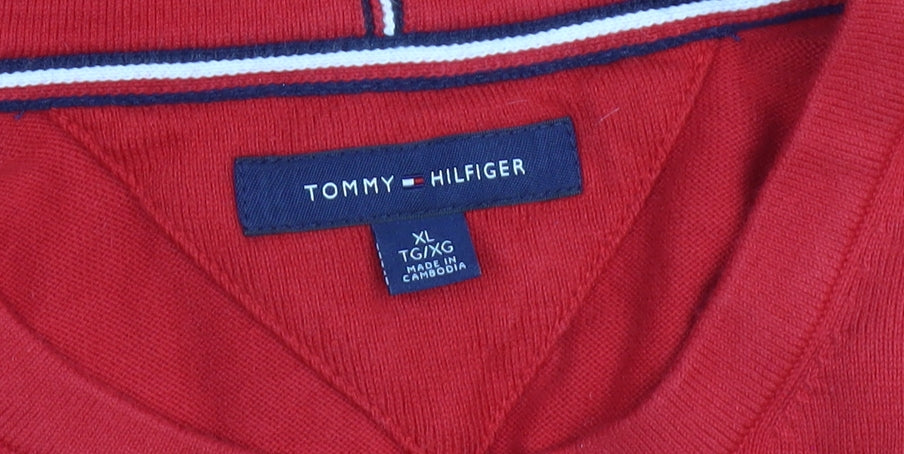 TOMMY HILFIGER
XL
TG/XG
MADE IN
CAMBODIA